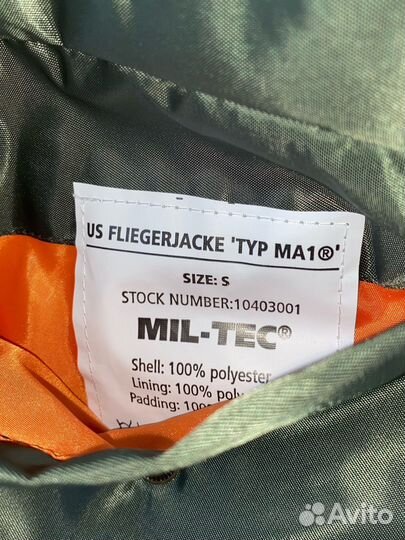 US FLIEGERJACKE 'TYP MA1®'
SIZE: S
STOCK NUMBER:10403001
MIL-TEC®
Shell: 100% polyester
Lining: 100%
Padding:
Avito